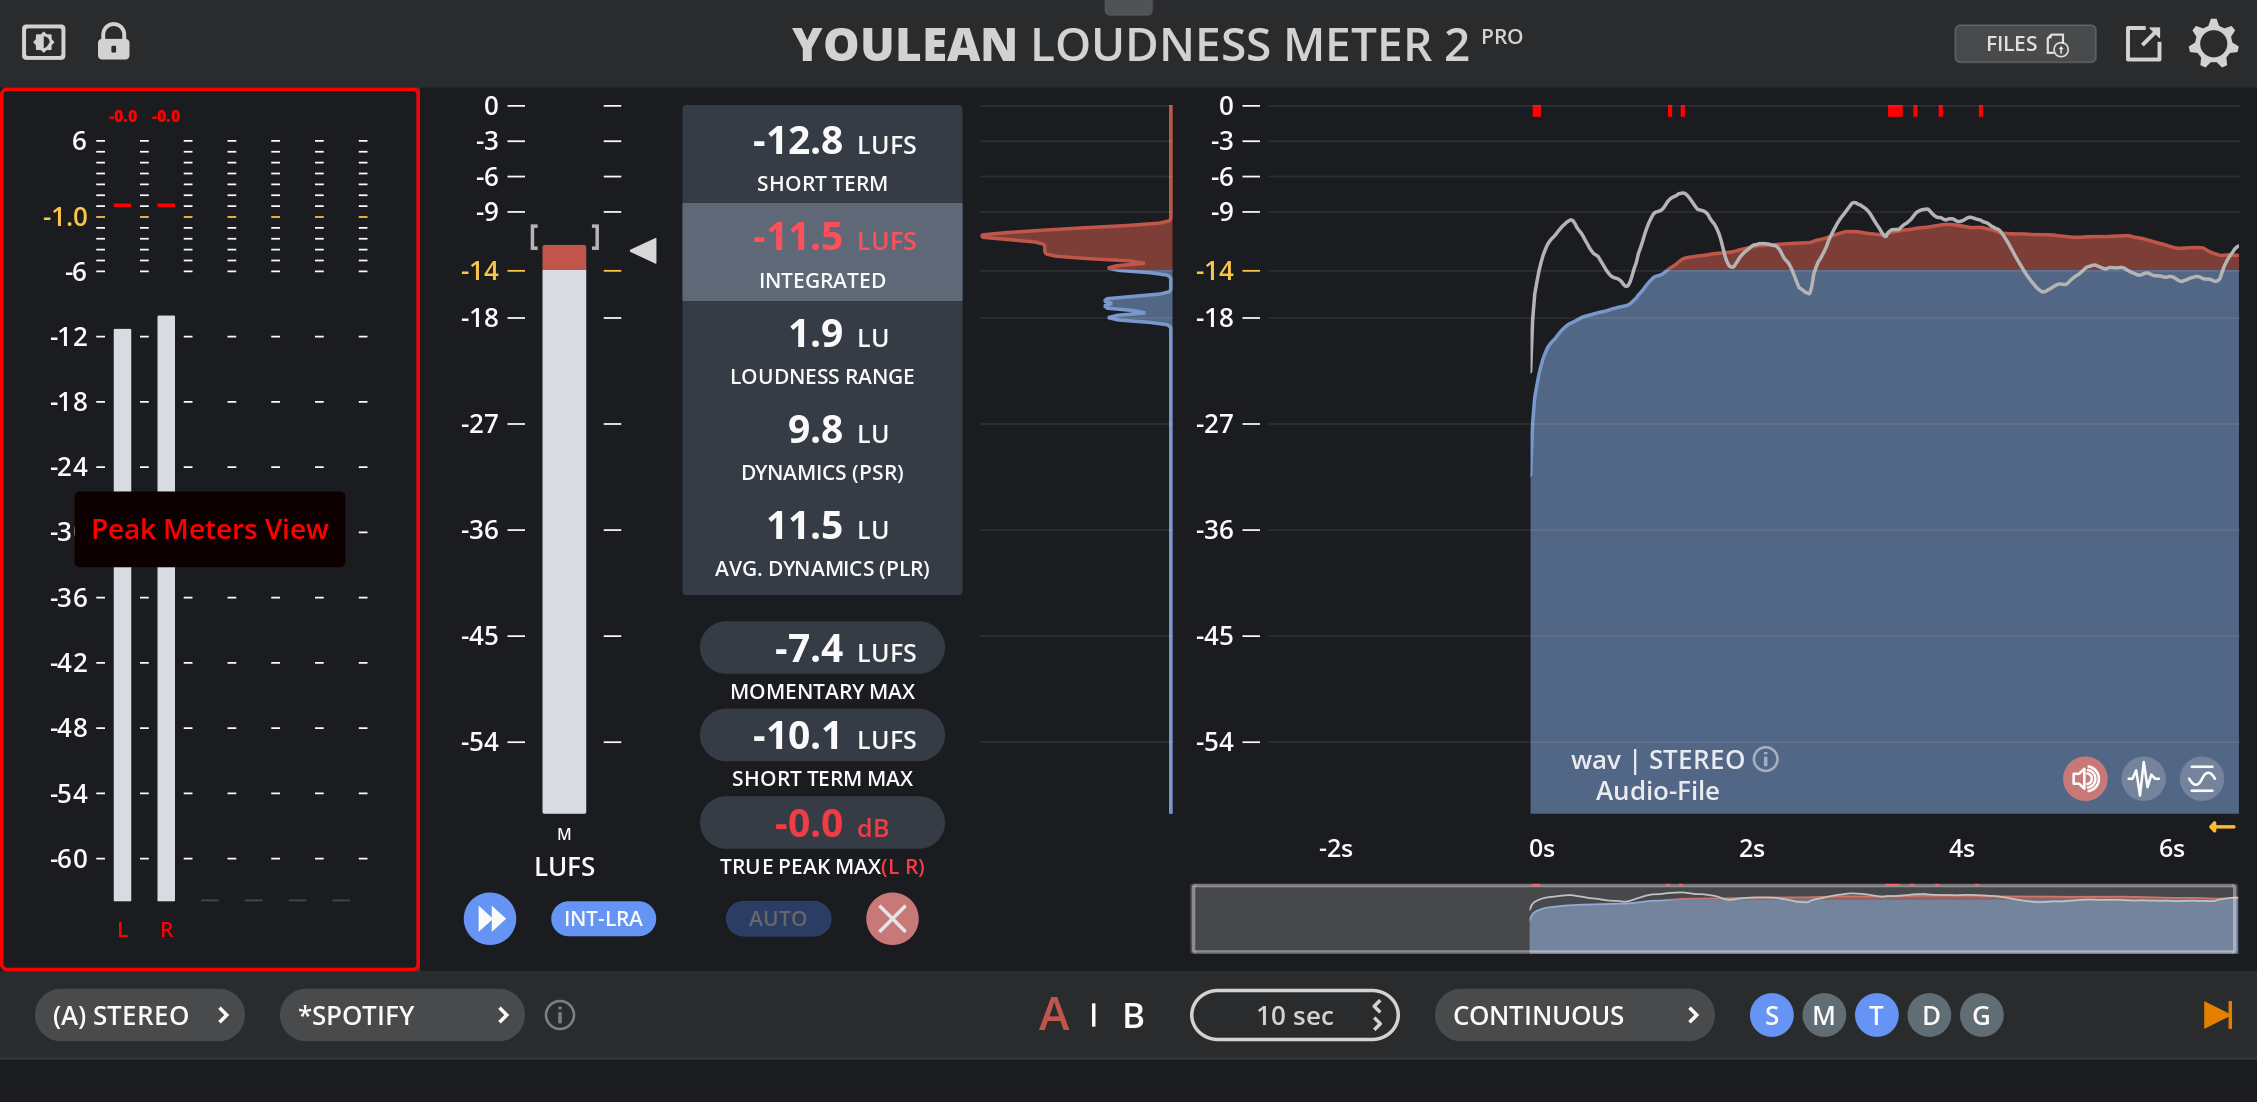 YOULEAN LOUDNESS METER 2 PRO
FILES
-0.0 -0.0
6
-1.0
-6
-12
-18
-24
-36
-42
-48
-54
-60
L R
Peak Meters View
0
-3
-6
-9
-14
-18
-27
-36
-45
-54
M
LUFS
-12.8 LUFS
SHORT TERM
-11.5 LUFS
INTEGRATED
1.9 LU
LOUDNESS RANGE
9.8 LU
DYNAMICS (PSR)
11.5 LU
AVG. DYNAMICS (PLR)
-7.4 LUFS
MOMENTARY MAX
-10.1 LUFS
SHORT TERM MAX
-0.0 dB
TRUE PEAK MAX(L R)
INT-LRA
AUTO
0
-3
-6
-9
-14
-18
-27
-36
-45
-54
wav | STEREO
Audio-File
-2s 0s 2s 4s 6s
(A) STEREO
*SPOTIFY
A | B
10 sec
CONTINUOUS
S M T D G